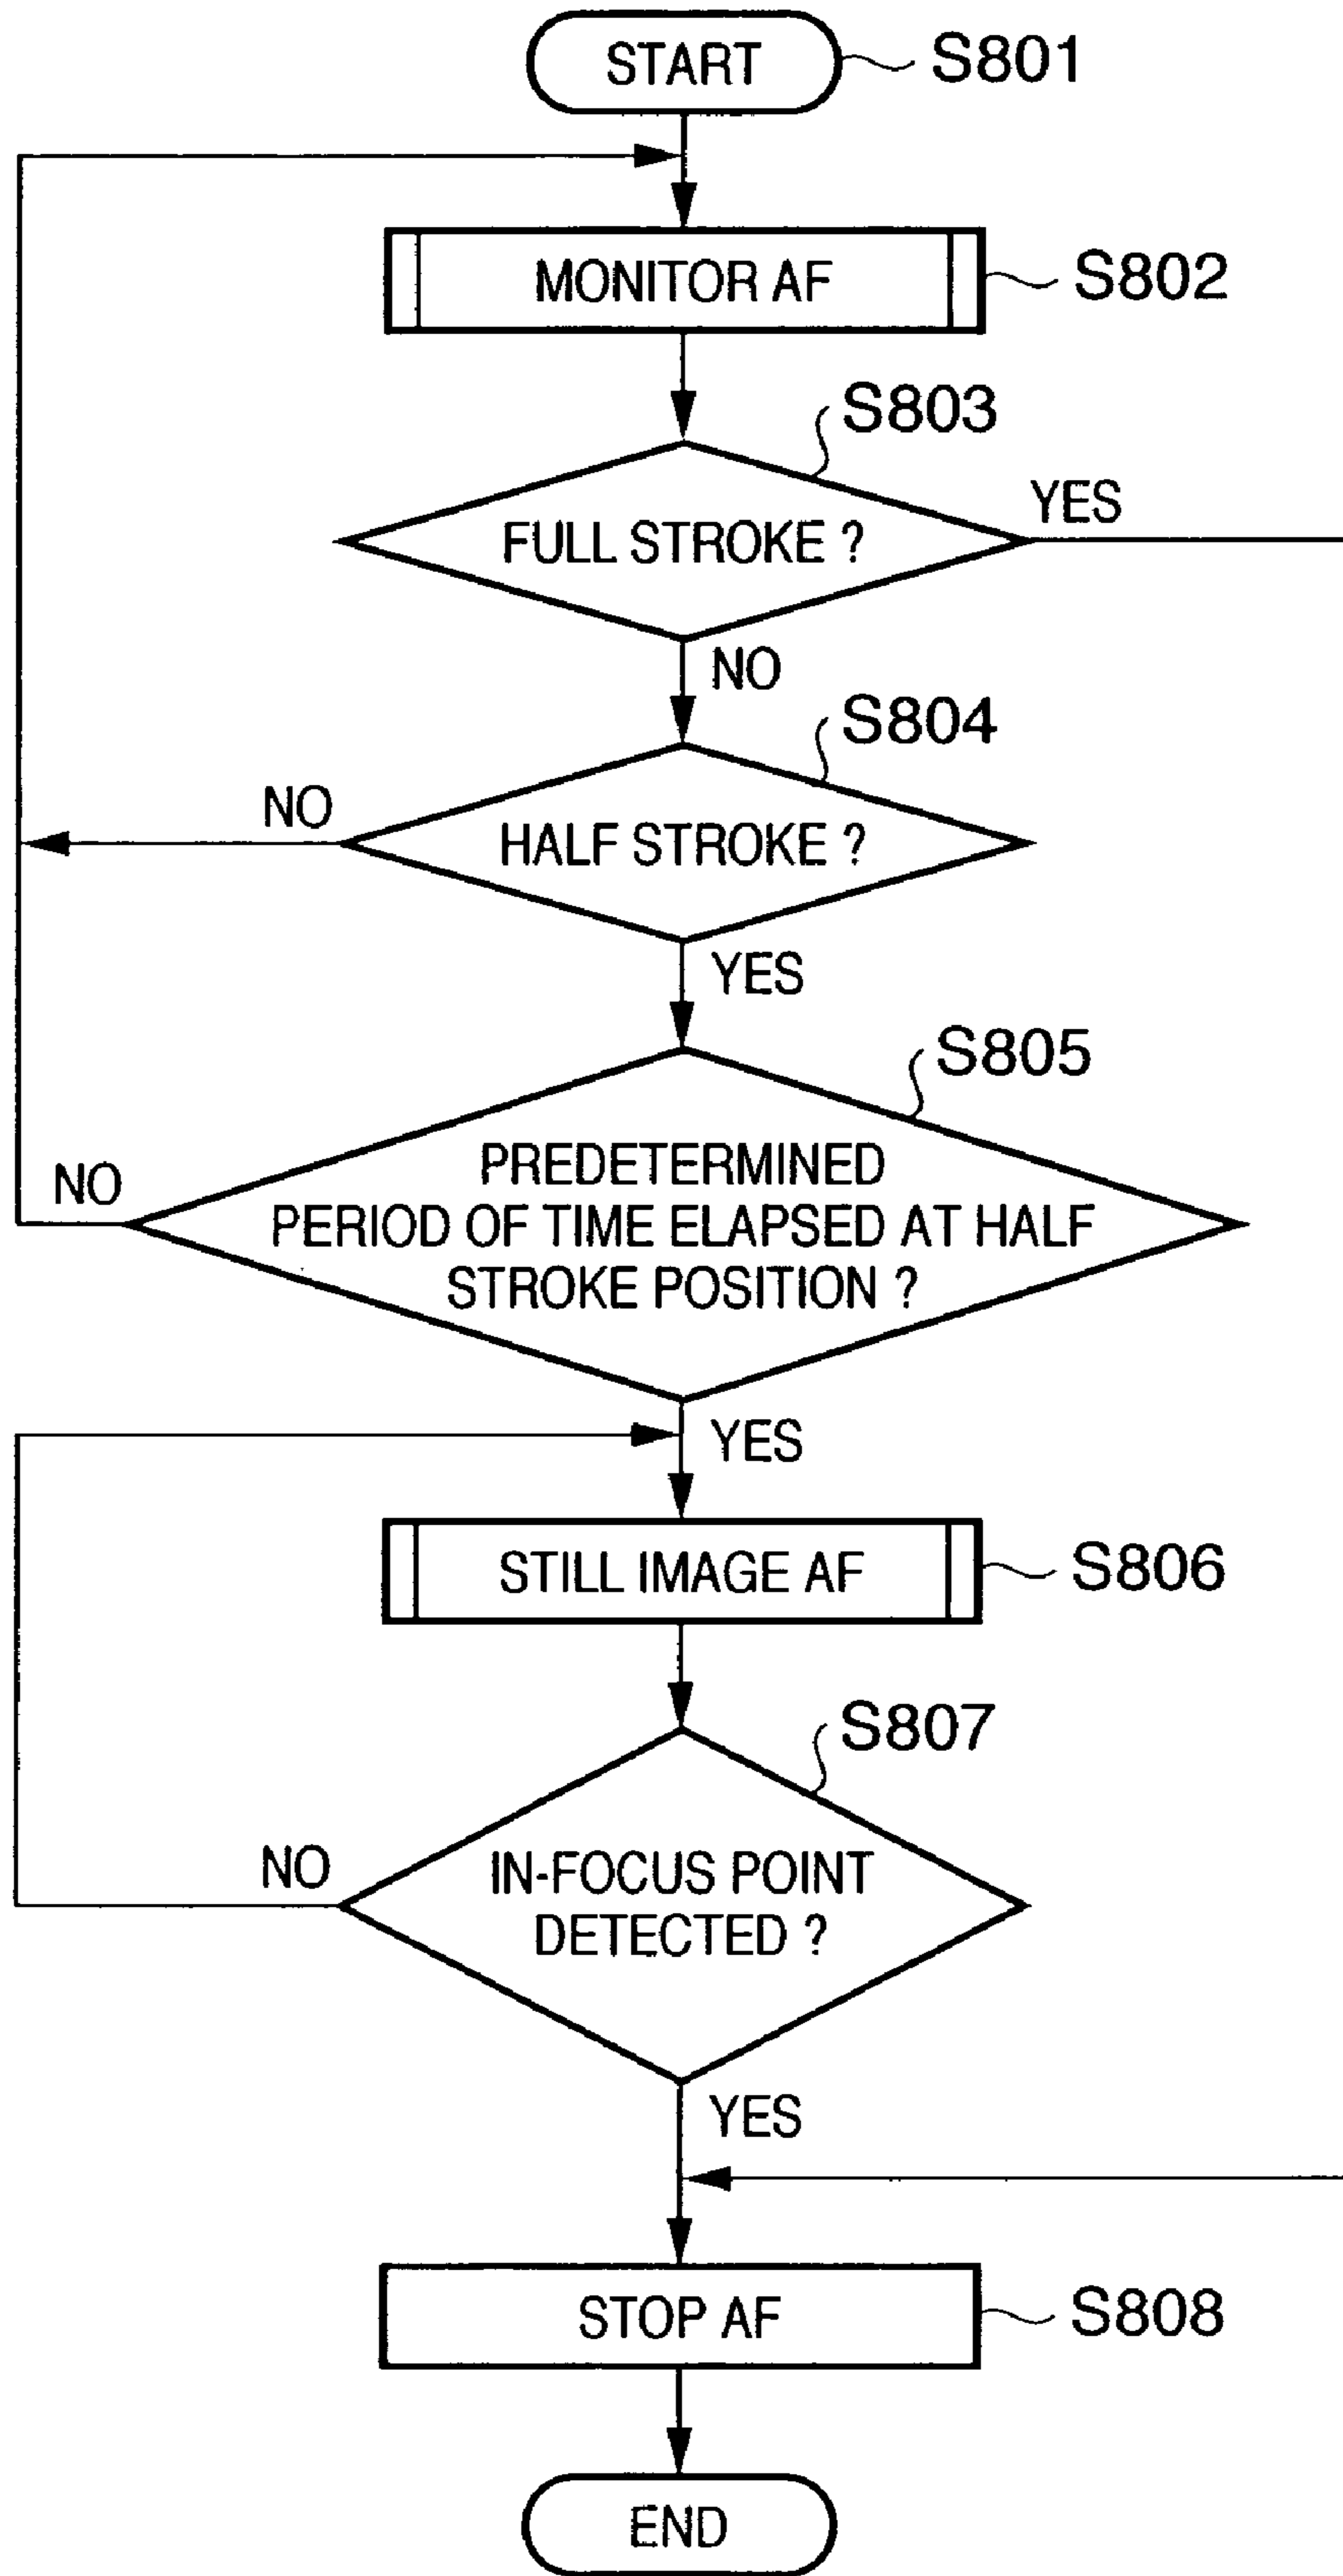 START
S801
MONITOR AF
S802
S803
FULL STROKE ?
YES
NO
S804
HALF STROKE ?
NO
YES
S805
PREDETERMINED
PERIOD OF TIME ELAPSED AT HALF
STROKE POSITION ?
NO
YES
STILL IMAGE AF
S806
S807
IN-FOCUS POINT
DETECTED ?
NO
YES
STOP AF
S808
END